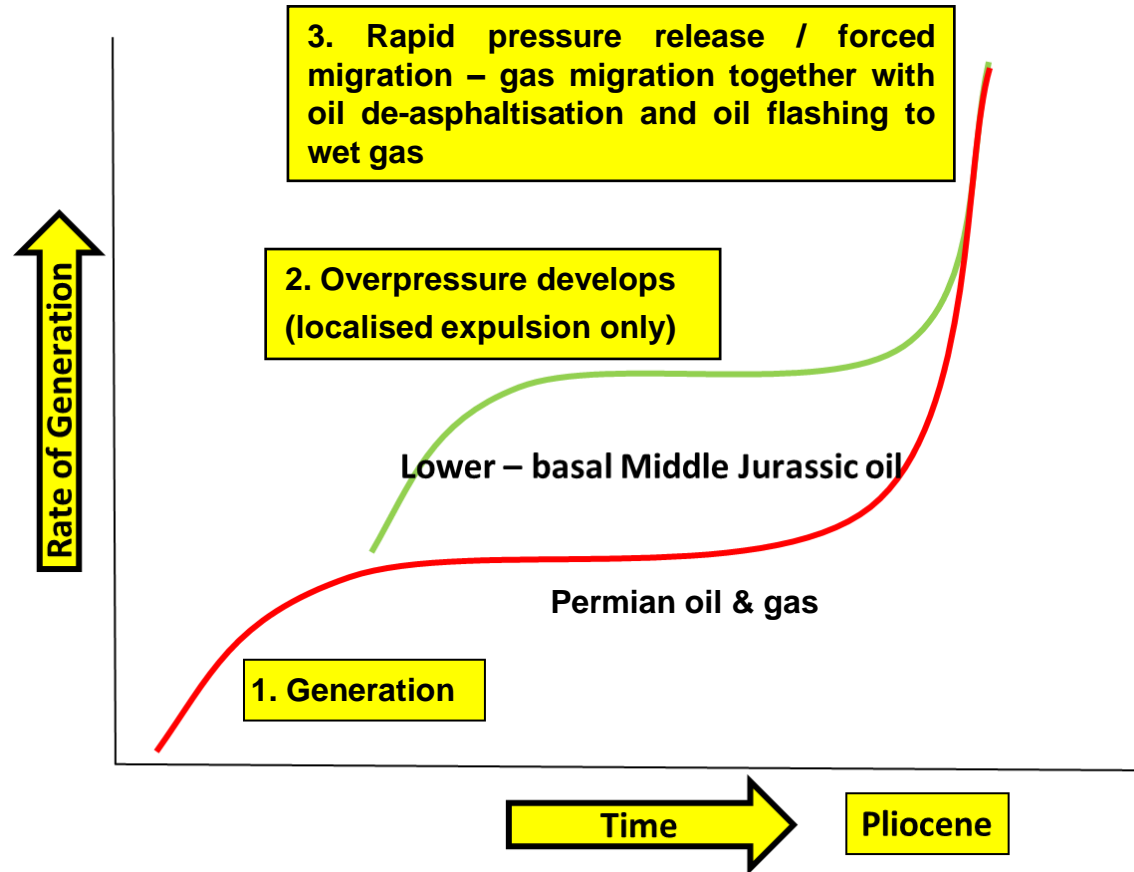 3. Rapid pressure release / forced
migration – gas migration together with
oil de-asphaltisation and oil flashing to
wet gas
2. Overpressure develops
(localised expulsion only)
Rate of Generation
Lower – basal Middle Jurassic oil
Permian oil & gas
1. Generation
Time
Pliocene